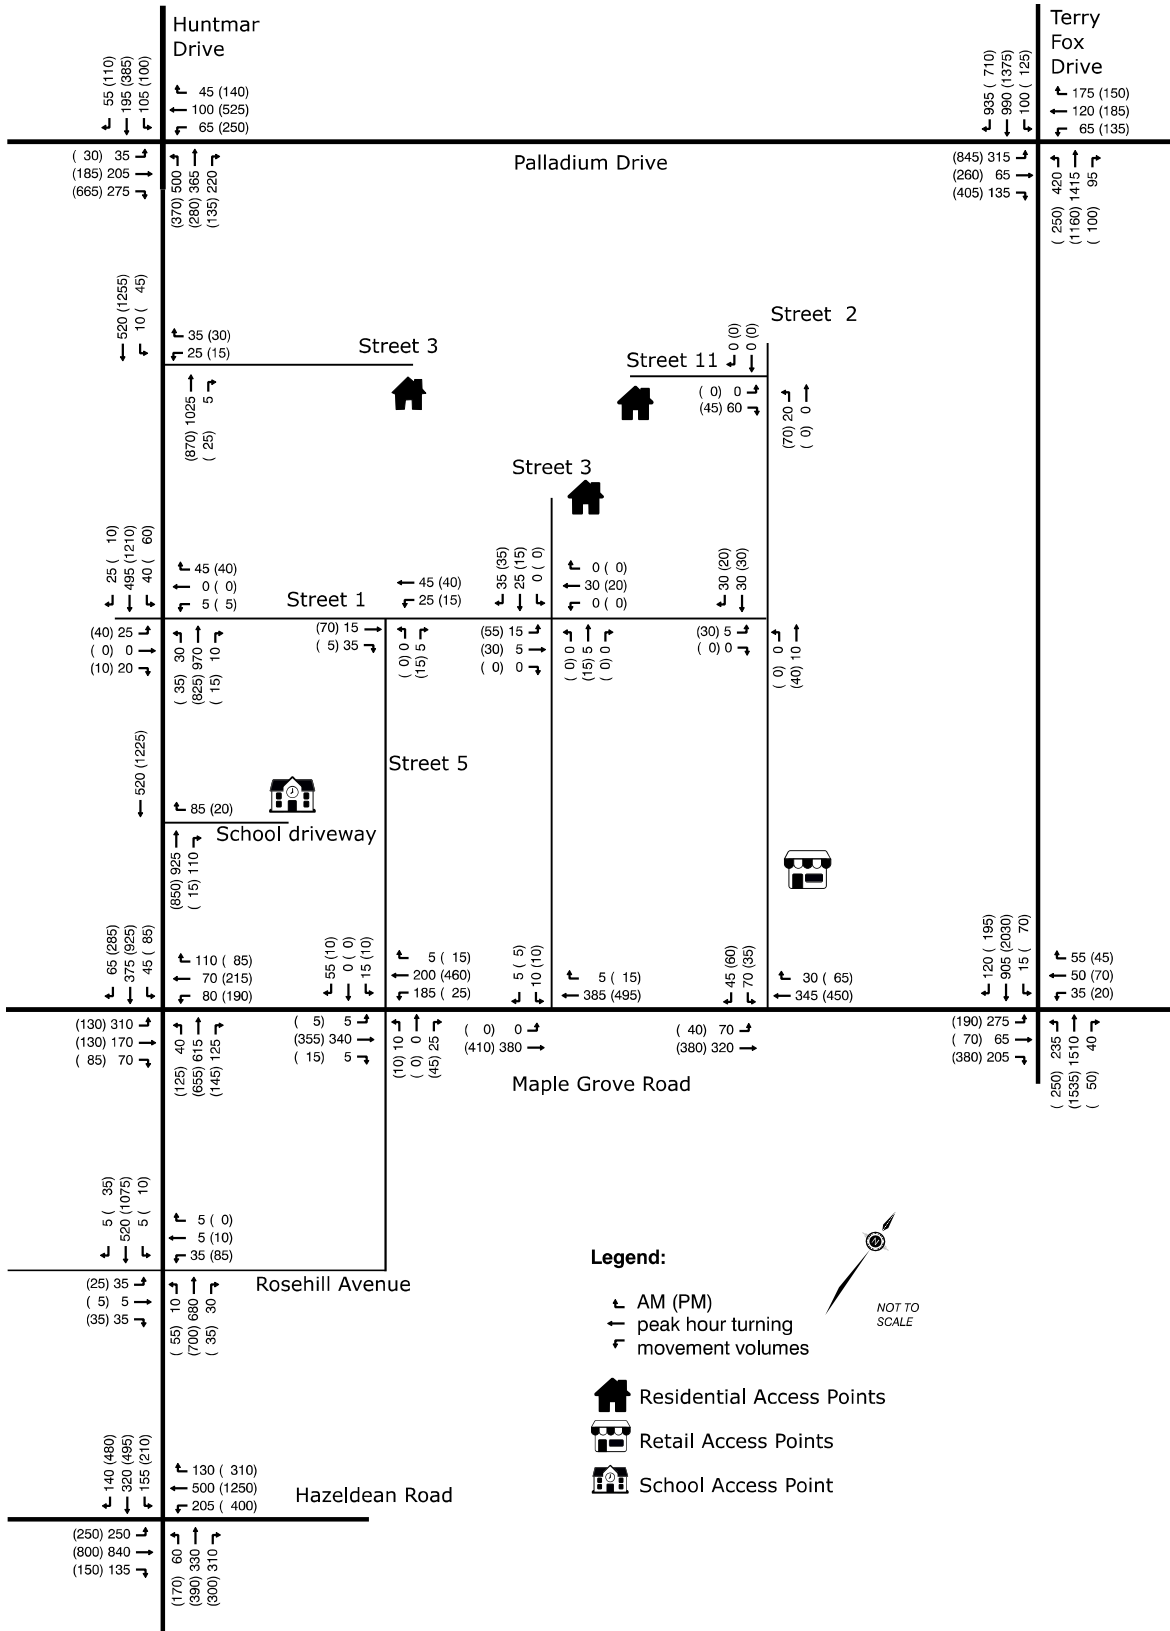 Huntmar
Drive
Terry
Fox
Drive
55 (110)
195 (385)
105 (100)
45 (140)
100 (525)
65 (250)
935 ( 710)
990 (1375)
100 ( 125)
175 (150)
120 (185)
65 (135)
Palladium Drive
( 30) 35
(185) 205
(665) 275
(370) 500
(280) 365
(135) 220
(845) 315
(260) 65
(405) 135
( 250) 420
(1160) 1415
( 100) 95
520 (1255)
10 ( 45)
35 (30)
25 (15)
Street 3
(870) 1025
( 25) 5
Street 2
0 (0)
0 (0)
Street 11
( 0) 0
(45) 60
(70) 20
( 0) 0
Street 3
25 ( 10)
495 (1210)
40 ( 60)
45 (40)
0 ( 0)
5 ( 5)
Street 1
45 (40)
25 (15)
35 (35)
25 (15)
0 ( 0)
0 ( 0)
30 (20)
0 ( 0)
30 (20)
30 (30)
(40) 25
( 0) 0
(10) 20
( 35) 30
(825) 970
( 15) 10
(70) 15
( 5) 35
( 0) 0
(15) 5
(55) 15
(30) 5
( 0) 0
( 0) 0
(15) 5
( 0) 0
(30) 5
( 0) 0
( 0) 0
(40) 10
520 (1225)
Street 5
85 (20)
School driveway
(850) 925
( 15) 110
65 (285)
375 (925)
45 ( 85)
110 ( 85)
70 (215)
80 (190)
55 (10)
0 ( 0)
15 (10)
5 ( 15)
200 (460)
185 ( 25)
5 ( 5)
10 (10)
5 ( 15)
385 (495)
45 (60)
70 (35)
30 ( 65)
345 (450)
120 ( 195)
905 (2030)
15 ( 70)
55 (45)
50 (70)
35 (20)
(130) 310
(130) 170
( 85) 70
(125) 40
(655) 615
(145) 125
( 5) 5
(355) 340
( 15) 5
(10) 10
( 0) 0
(45) 25
( 0) 0
(410) 380
( 40) 70
(380) 320
(190) 275
( 70) 65
(380) 205
( 250) 235
(1535) 1510
( 50) 40
Maple Grove Road
5 ( 35)
520 (1075)
5 ( 10)
5 ( 0)
5 (10)
35 (85)
Rosehill Avenue
(25) 35
( 5) 5
(35) 35
( 55) 10
(700) 680
( 35) 30
N
NOT TO
SCALE
Legend:
AM (PM)
peak hour turning
movement volumes
Residential Access Points
Retail Access Points
School Access Point
140 (480)
320 (495)
155 (210)
130 ( 310)
500 (1250)
205 ( 400)
Hazeldean Road
(250) 250
(800) 840
(150) 135
(170) 60
(390) 330
(300) 310